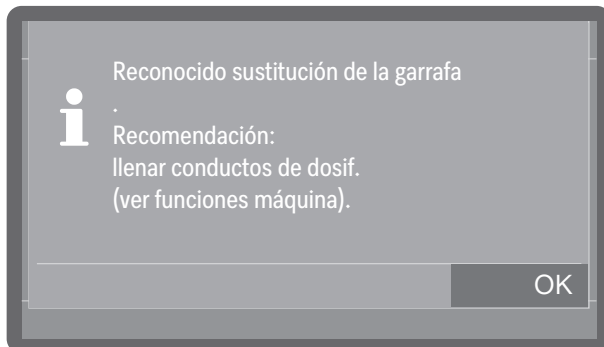 Reconocido sustitución de la garrafa
.
Recomendación:
llenar conductos de dosif.
(ver funciones máquina).
OK